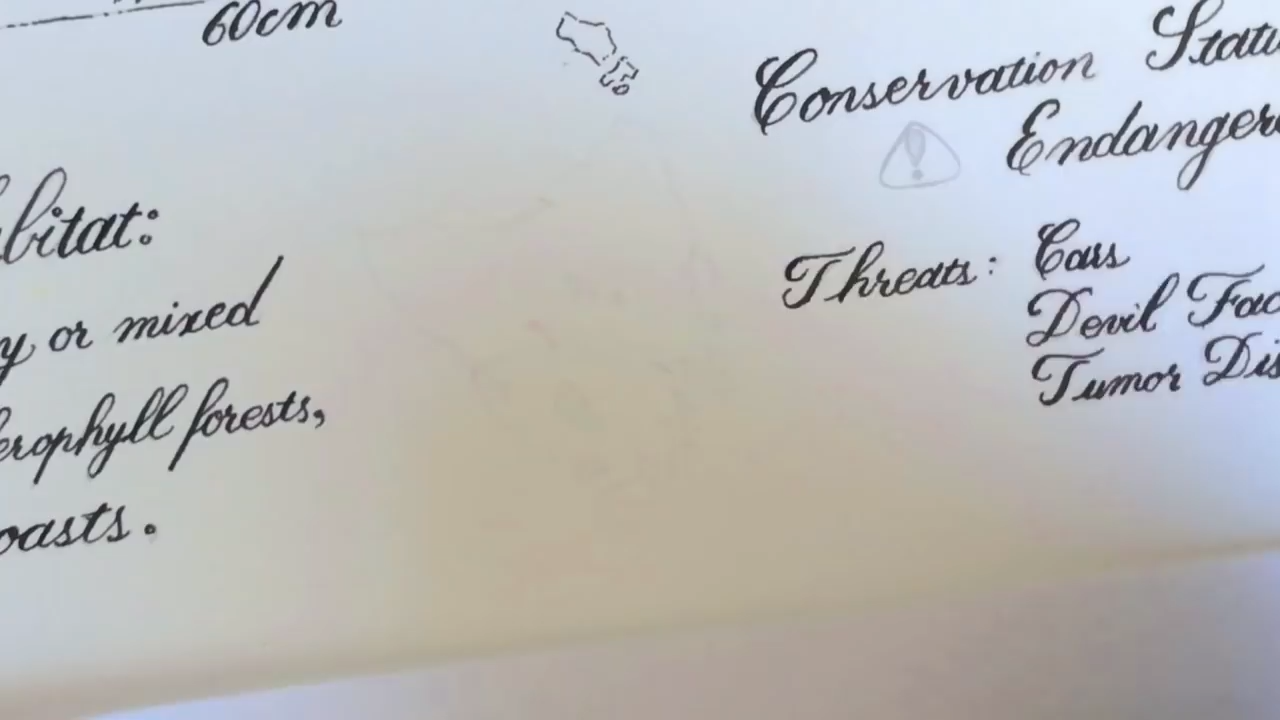 60cm
Conservation Statu
Endangere
Threats: Cars
Devil Fac
Tumor Dis
bitat:
y or mixed
erophyll forests,
oasts.